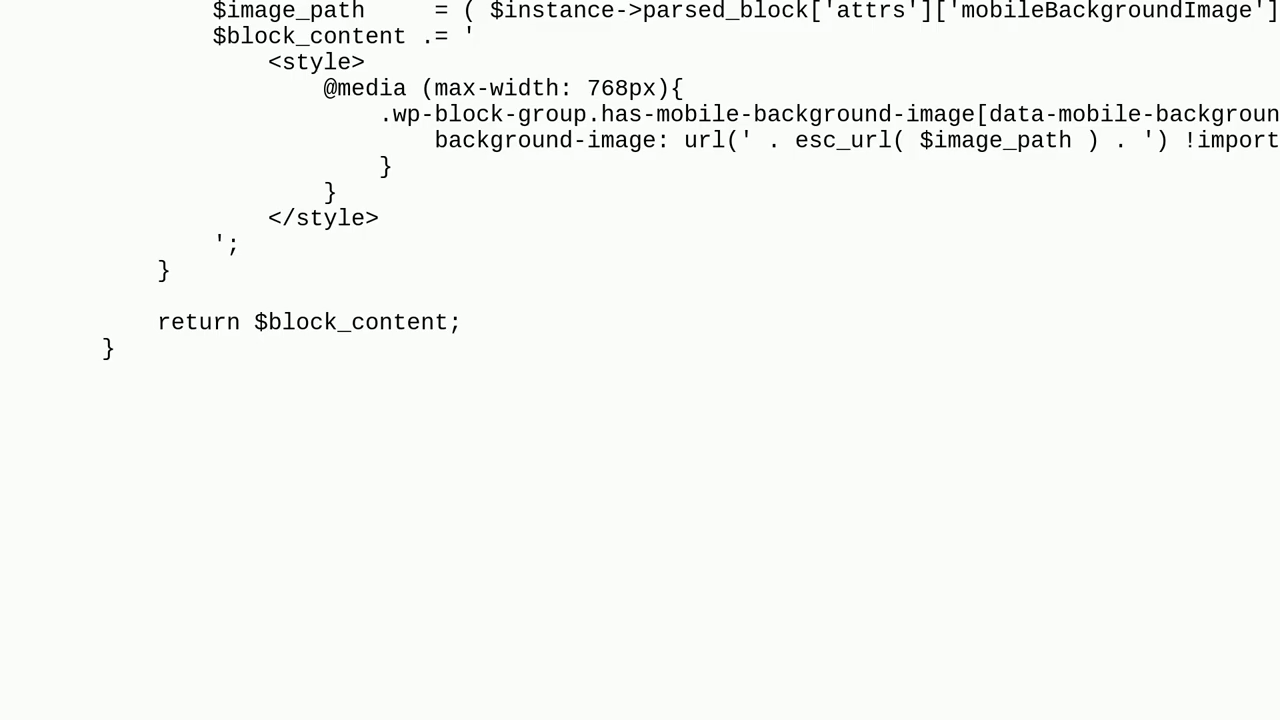 $image_path     = ( $instance->parsed_block['attrs']['mobileBackgroundImage']
$block_content .= '
<style>
@media (max-width: 768px){
.wp-block-group.has-mobile-background-image[data-mobile-backgroun
background-image: url(' . esc_url( $image_path ) . ') !import
}
}
</style>
';
}
return $block_content;
}